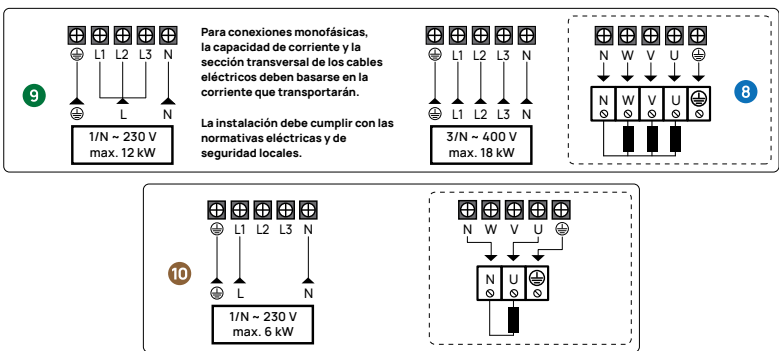 L1 L2 L3 N
L N
1/N ~ 230 V
max. 12 kW
9
Para conexiones monofásicas,
la capacidad de corriente y la
sección transversal de los cables
eléctricos deben basarse en la
corriente que transportarán.
La instalación debe cumplir con las
normativas eléctricas y de
seguridad locales.
L1 L2 L3 N
L1 L2 L3 N
3/N ~ 400 V
max. 18 kW
N W V U
N W V U
8
10
L1 L2 L3 N
L N
1/N ~ 230 V
max. 6 kW
N W V U
N U